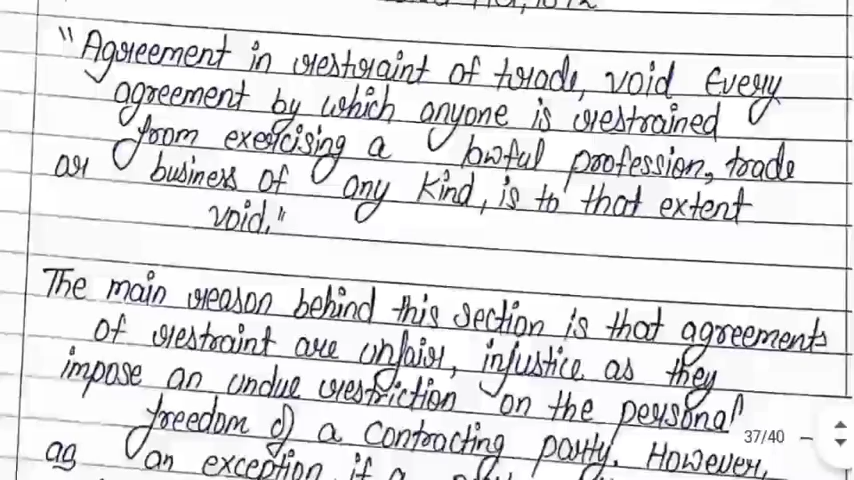 "Agreement in restraint of trade, void Every
agreement by which anyone is restrained
from exercising a lawful profession, trade
or business of any kind, is to that extent
void."
The main reason behind this section is that agreements
of restraint are unfair, injustice as they
impose an undue restriction on the personal
freedom of a contracting party. However,
as an exception if a
37/40